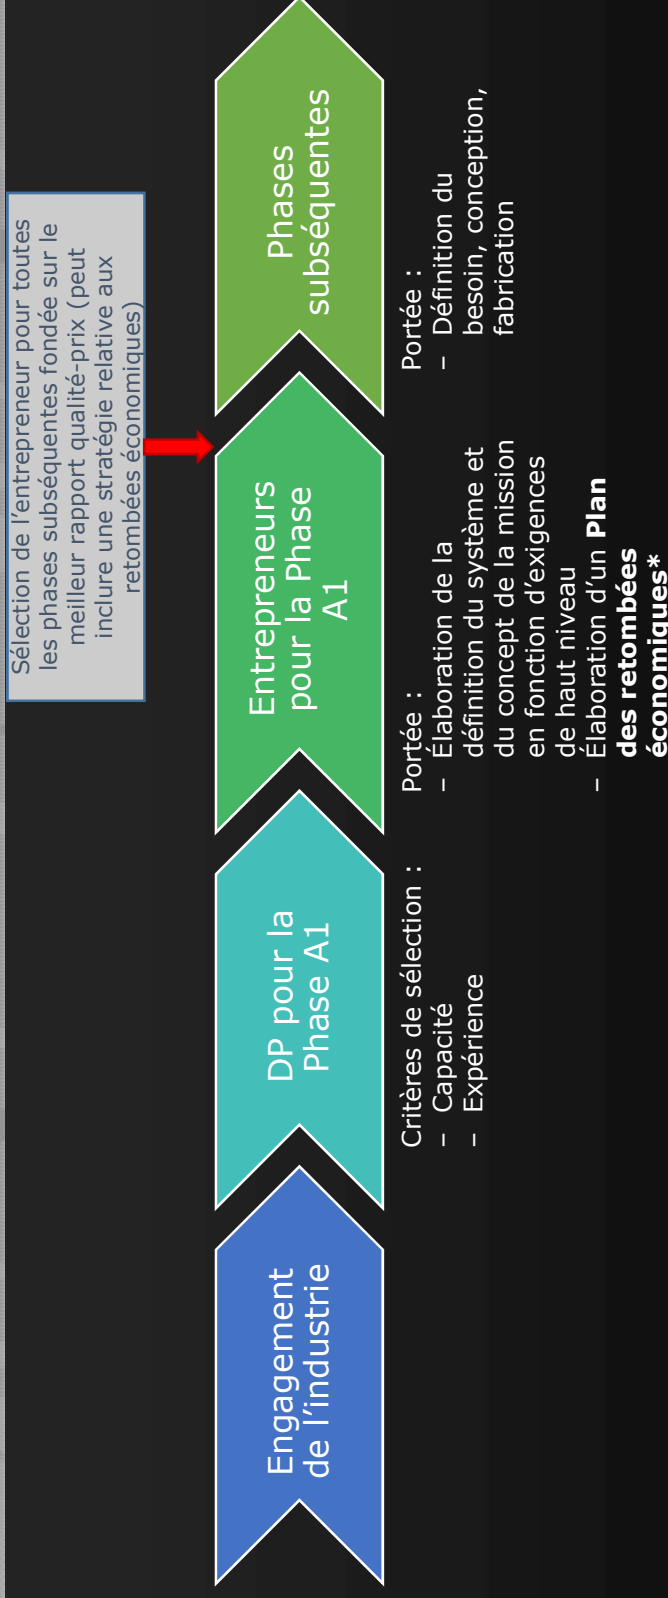 Sélection de l’entrepreneur pour toutes
les phases subséquentes fondée sur le
meilleur rapport qualité-prix (peut
inclure une stratégie relative aux
retombées économiques)
Engagement
de l’industrie
DP pour la
Phase A1
Entrepreneurs
pour la Phase
A1
Phases
subséquentes
Critères de sélection :
– Capacité
– Expérience
Portée :
– Élaboration de la
définition du système et
du concept de la mission
en fonction d’exigences
de haut niveau
– Élaboration d’un Plan
des retombées
économiques*
Portée :
– Définition du
besoin, conception,
fabrication